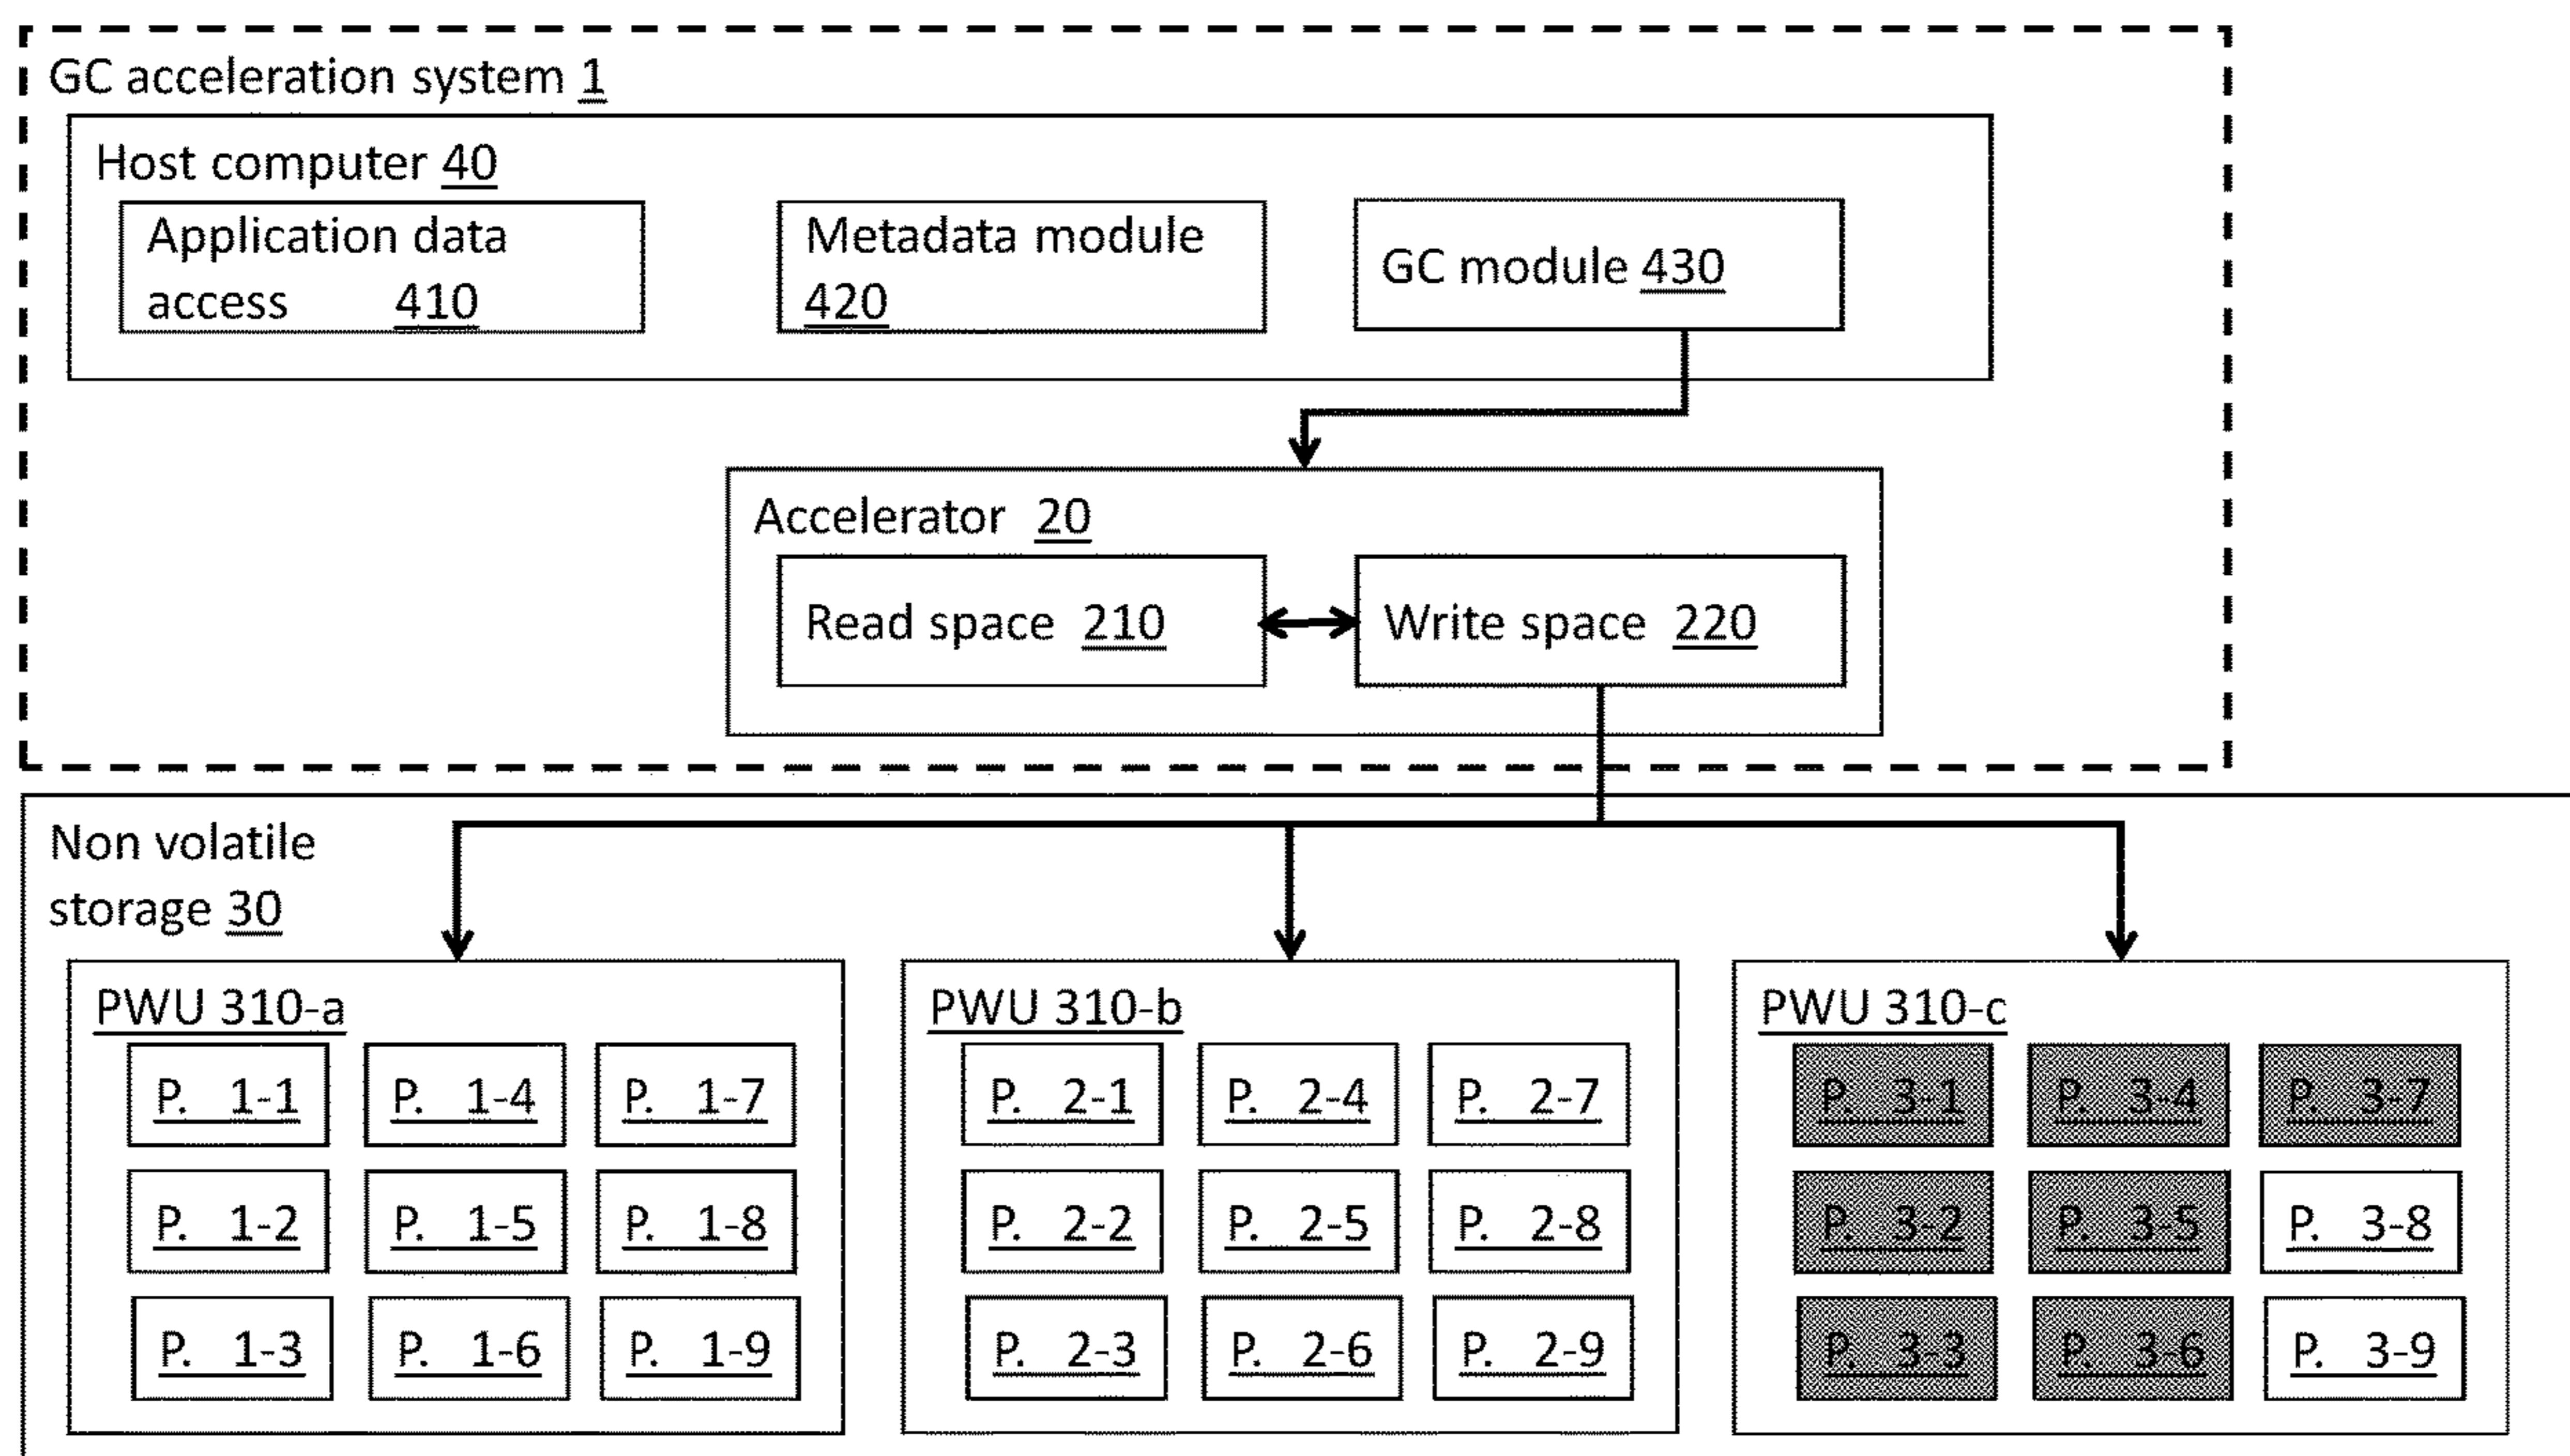 GC acceleration system 1
Host computer 40
Application data
access 410
Metadata module
420
GC module 430
Accelerator 20
Read space 210
Write space 220
Non volatile
storage 30
PWU 310-a
P. 1-1 P. 1-4 P. 1-7
P. 1-2 P. 1-5 P. 1-8
P. 1-3 P. 1-6 P. 1-9
PWU 310-b
P. 2-1 P. 2-4 P. 2-7
P. 2-2 P. 2-5 P. 2-8
P. 2-3 P. 2-6 P. 2-9
PWU 310-c
P. 3-1 P. 3-4 P. 3-7
P. 3-2 P. 3-5 P. 3-8
P. 3-3 P. 3-6 P. 3-9